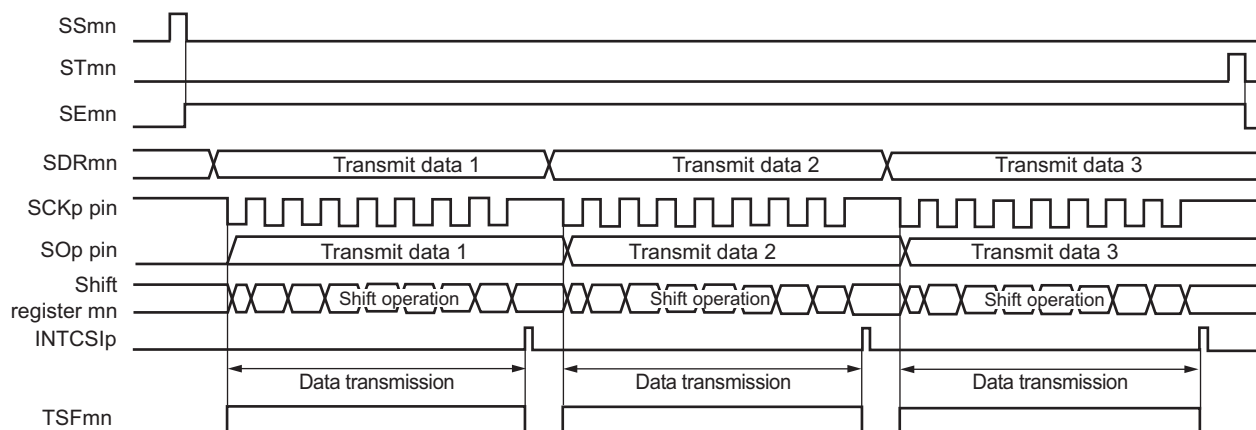 SSmn
STmn
SEmn
SDRmn Transmit data 1 Transmit data 2 Transmit data 3
SCKp pin
SOp pin Transmit data 1 Transmit data 2 Transmit data 3
Shift
register mn Shift operation Shift operation Shift operation
INTCSIp
Data transmission Data transmission Data transmission
TSFmn